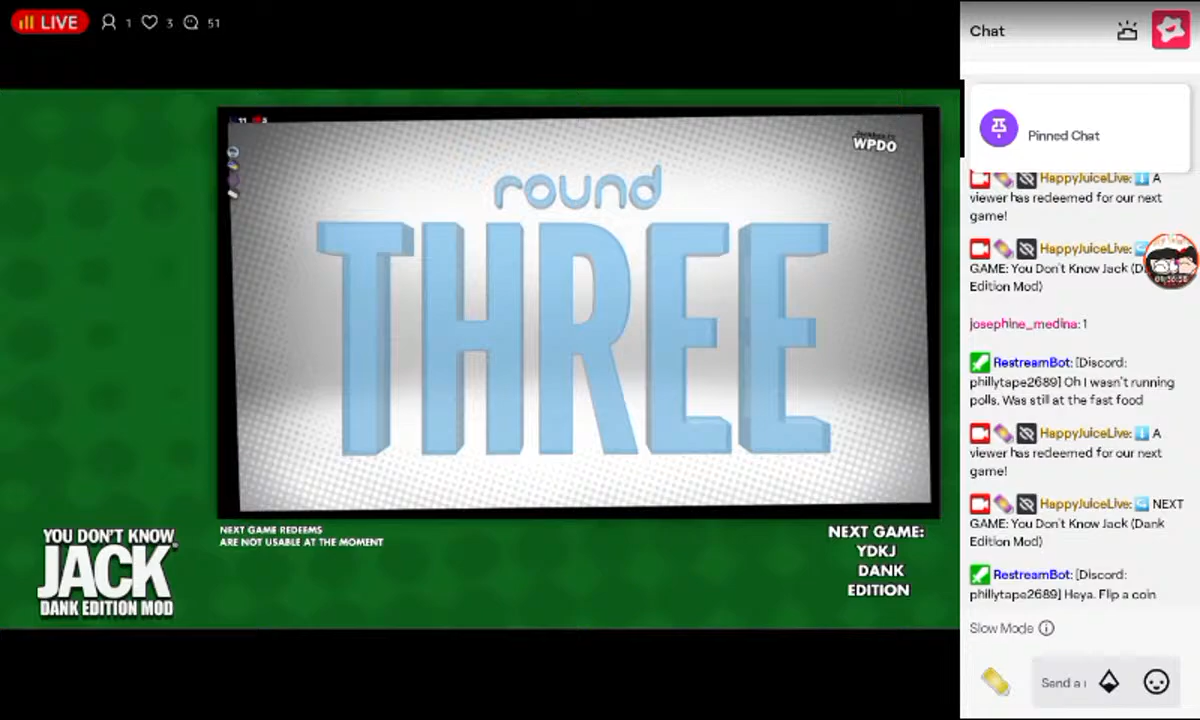 LIVE 1 3 51
WPDO
round
THREE
YOU DON'T KNOW
JACK
DANK EDITION MOD
NEXT GAME REDEEMS
ARE NOT USABLE AT THE MOMENT
NEXT GAME:
YDKJ
DANK
EDITION
Chat
Pinned Chat
HappyJuiceLive: A
viewer has redeemed for our next
game!
HappyJuiceLive:
GAME: You Don't Know Jack
Edition Mod)
josephine_medina: 1
RestreamBot: [Discord:
phillytape2689] Oh I wasn't running
polls. Was still at the fast food
HappyJuiceLive: A
viewer has redeemed for our next
game!
HappyJuiceLive: NEXT
GAME: You Don't Know Jack (Dank
Edition Mod)
RestreamBot: [Discord:
phillytape2689] Heya. Flip a coin
Slow Mode
Send a